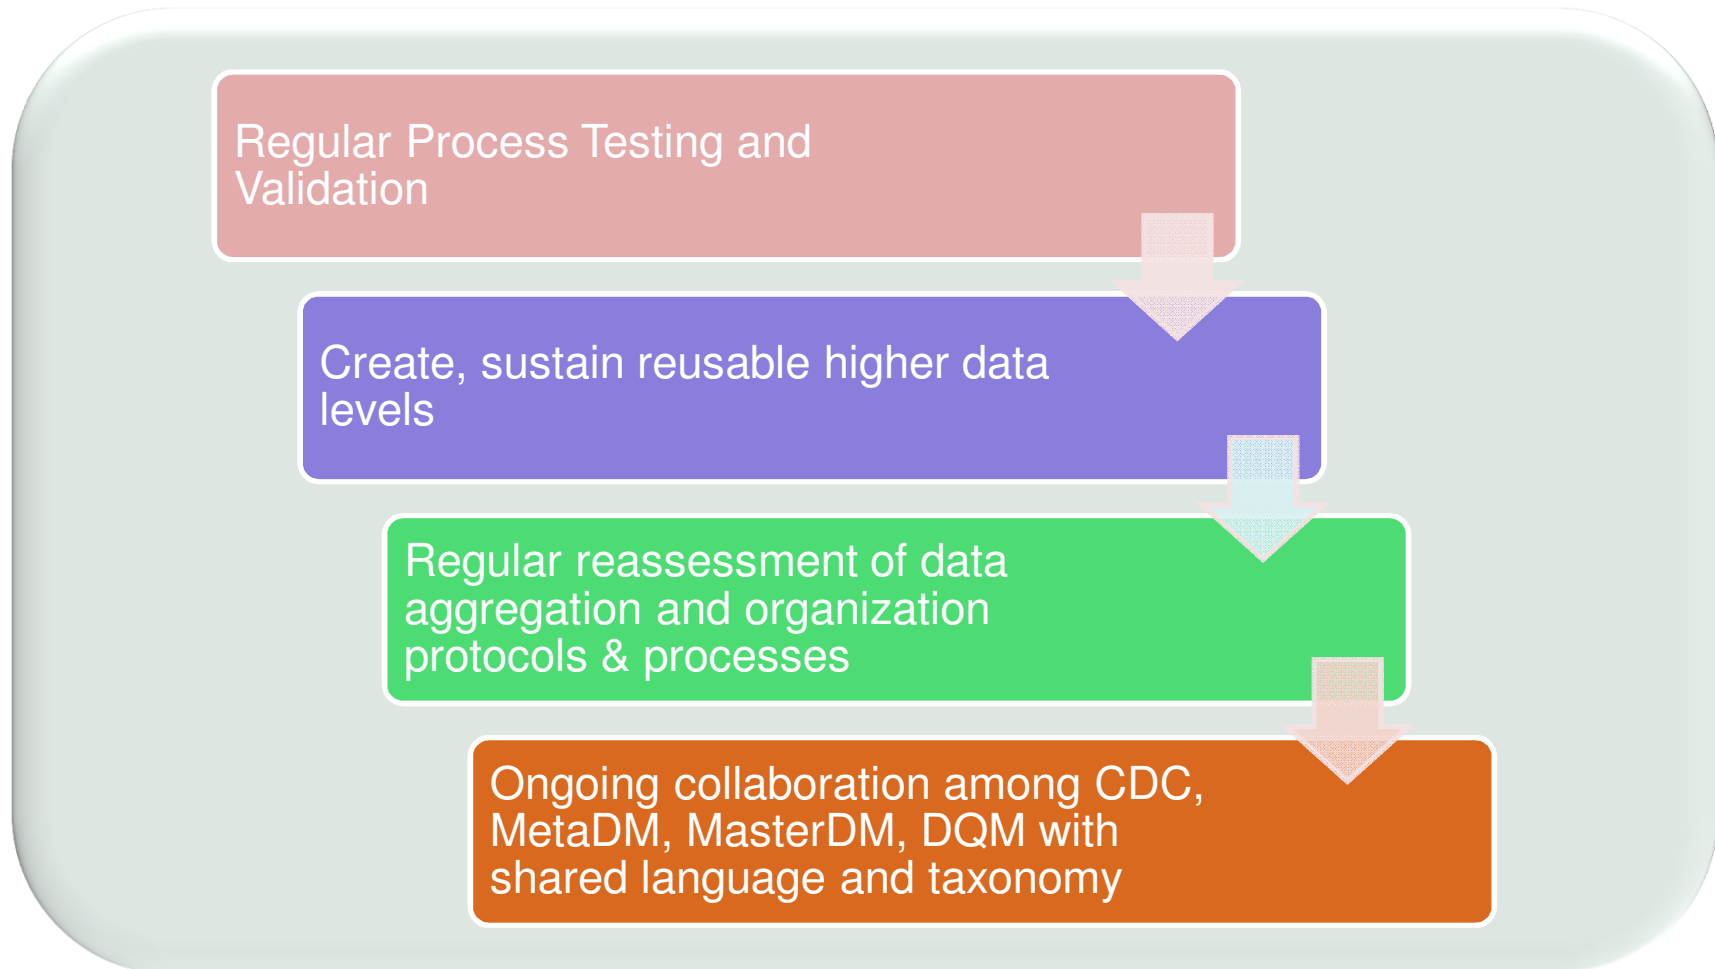 Regular Process Testing and
Validation
Create, sustain reusable higher data
levels
Regular reassessment of data
aggregation and organization
protocols & processes
Ongoing collaboration among CDC,
MetaDM, MasterDM, DQM with
shared language and taxonomy